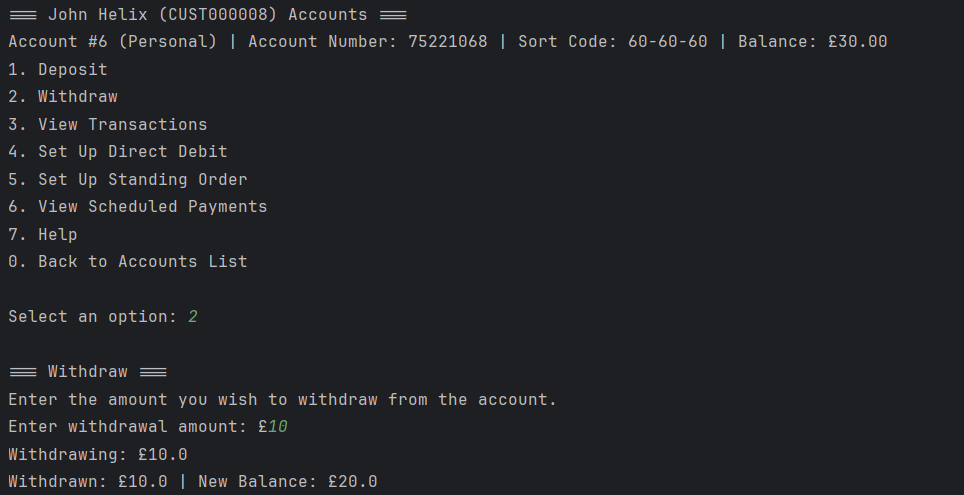 === John Helix (CUST000008) Accounts ===
Account #6 (Personal) | Account Number: 75221068 | Sort Code: 60-60-60 | Balance: £30.00
1. Deposit
2. Withdraw
3. View Transactions
4. Set Up Direct Debit
5. Set Up Standing Order
6. View Scheduled Payments
7. Help
0. Back to Accounts List
Select an option: 2
=== Withdraw ===
Enter the amount you wish to withdraw from the account.
Enter withdrawal amount: £10
Withdrawing: £10.0
Withdrawn: £10.0 | New Balance: £20.0